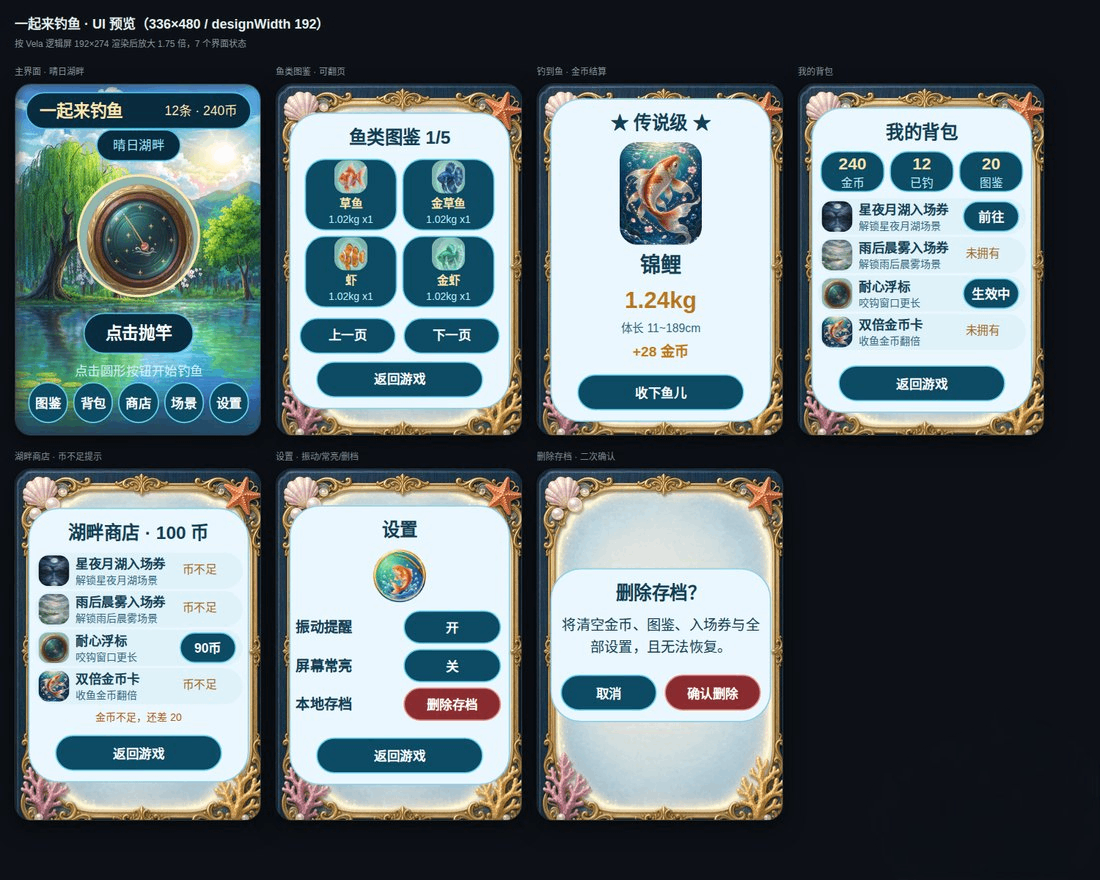 一起来钓鱼 · UI 预览（336×480 / designWidth 192）
按 Vela 逻辑屏 192×274 渲染后放大 1.75 倍，7 个界面状态
主界面 · 晴日湖畔
一起来钓鱼 12条 · 240币
晴日湖畔
点击抛竿
点击圆形按钮开始钓鱼
图鉴 背包 商店 场景 设置
鱼类图鉴 · 可翻页
鱼类图鉴 1/5
草鱼 金草鱼
1.02kg x1 1.02kg x1
虾 金虾
1.02kg x1 1.02kg x1
上一页 下一页
返回游戏
钓到鱼 · 金币结算
★ 传说级 ★
锦鲤
1.24kg
体长 11~189cm
+28 金币
收下鱼儿
我的背包
我的背包
240 12 20
金币 已钓 图鉴
星夜月湖入场券 前往
解锁星夜月湖场景
雨后晨雾入场券 未拥有
解锁雨后晨雾场景
耐心浮标 生效中
咬钩窗口更长
双倍金币卡 未拥有
收鱼金币翻倍
返回游戏
湖畔商店 · 币不足提示
湖畔商店 · 100 币
星夜月湖入场券 币不足
解锁星夜月湖场景
雨后晨雾入场券 币不足
解锁雨后晨雾场景
耐心浮标 90币
咬钩窗口更长
双倍金币卡 币不足
收鱼金币翻倍
金币不足，还差 20
返回游戏
设置 · 振动/常亮/删档
设置
振动提醒 开
屏幕常亮 关
本地存档 删除存档
返回游戏
删除存档 · 二次确认
删除存档?
将清空金币、图鉴、入场券与全
部设置，且无法恢复。
取消 确认删除